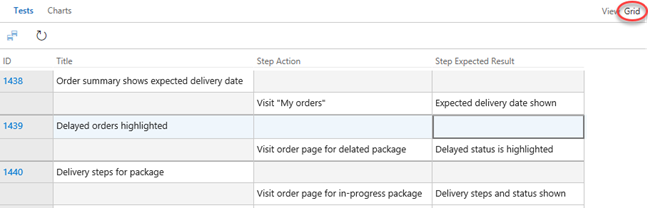 Tests Charts View Grid
ID Title Step Action Step Expected Result
1438 Order summary shows expected delivery date
Visit "My orders" Expected delivery date shown
1439 Delayed orders highlighted
Visit order page for delated package Delayed status is highlighted
1440 Delivery steps for package
Visit order page for in-progress package Delivery steps and status shown